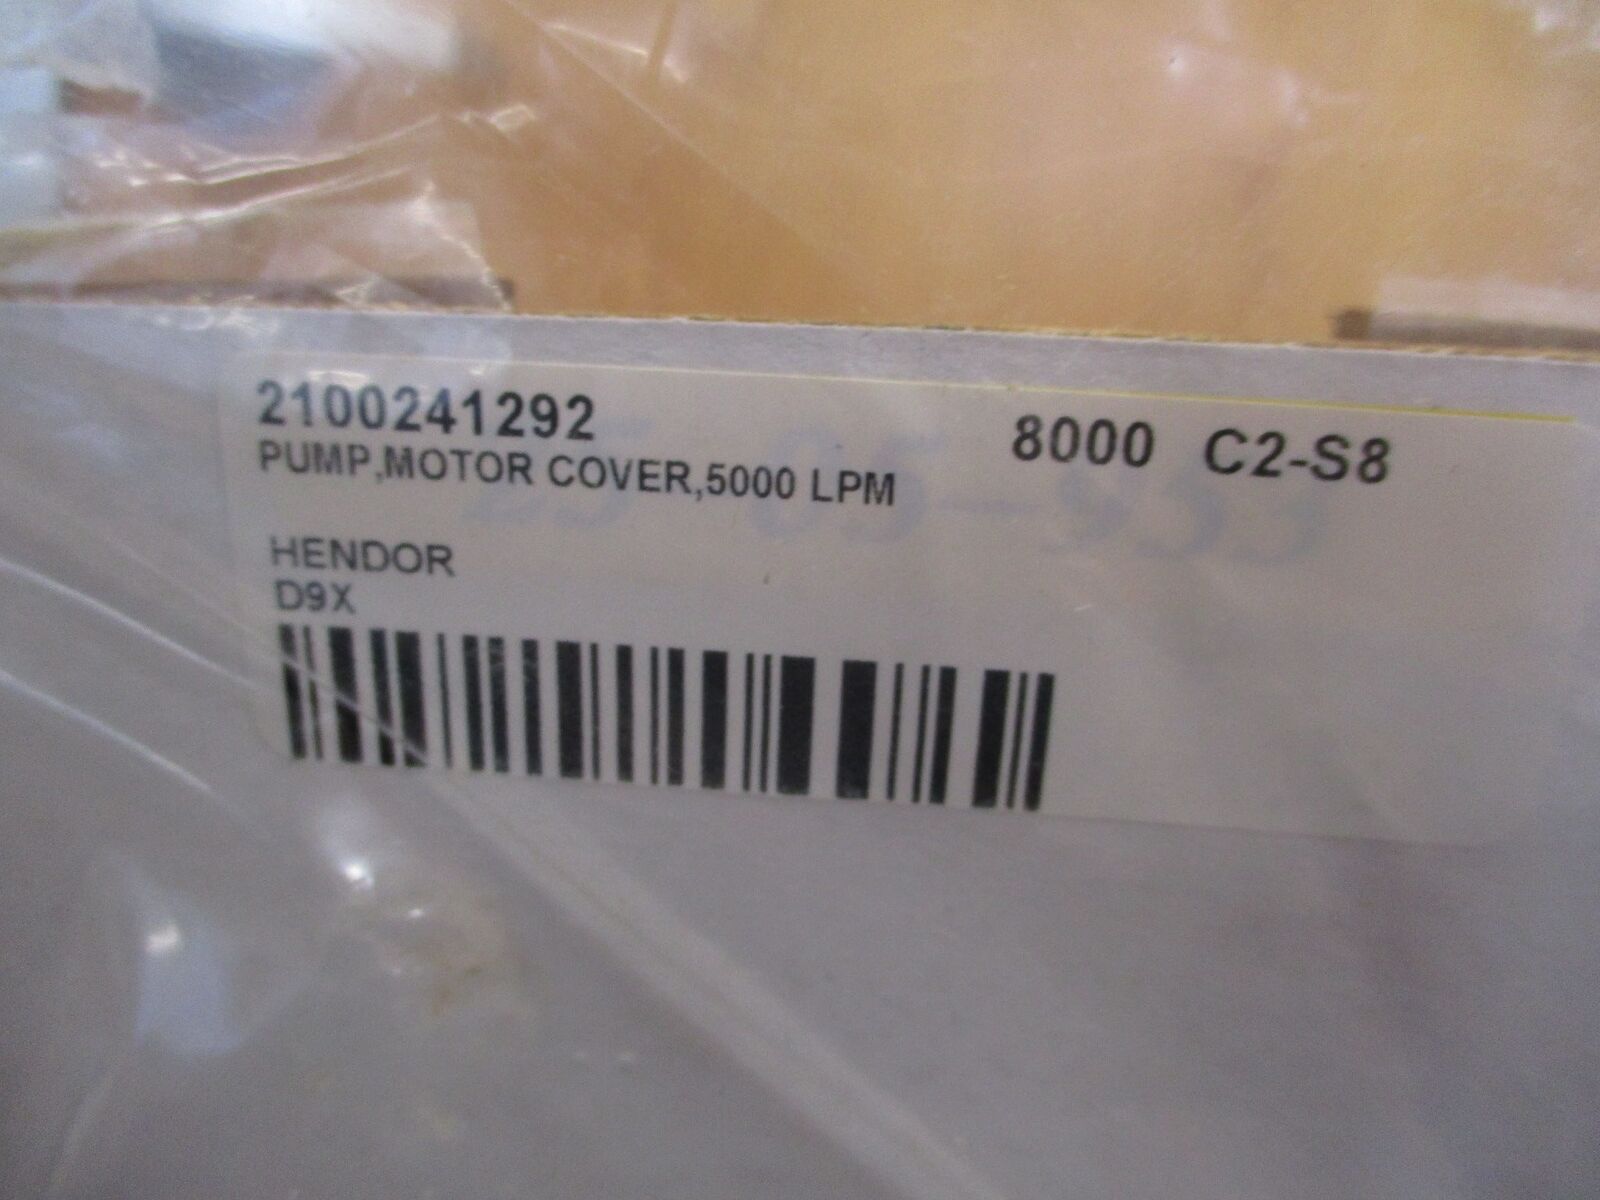 2100241292 8000 C2-S8
PUMP,MOTOR COVER,5000 LPM
HENDOR
D9X